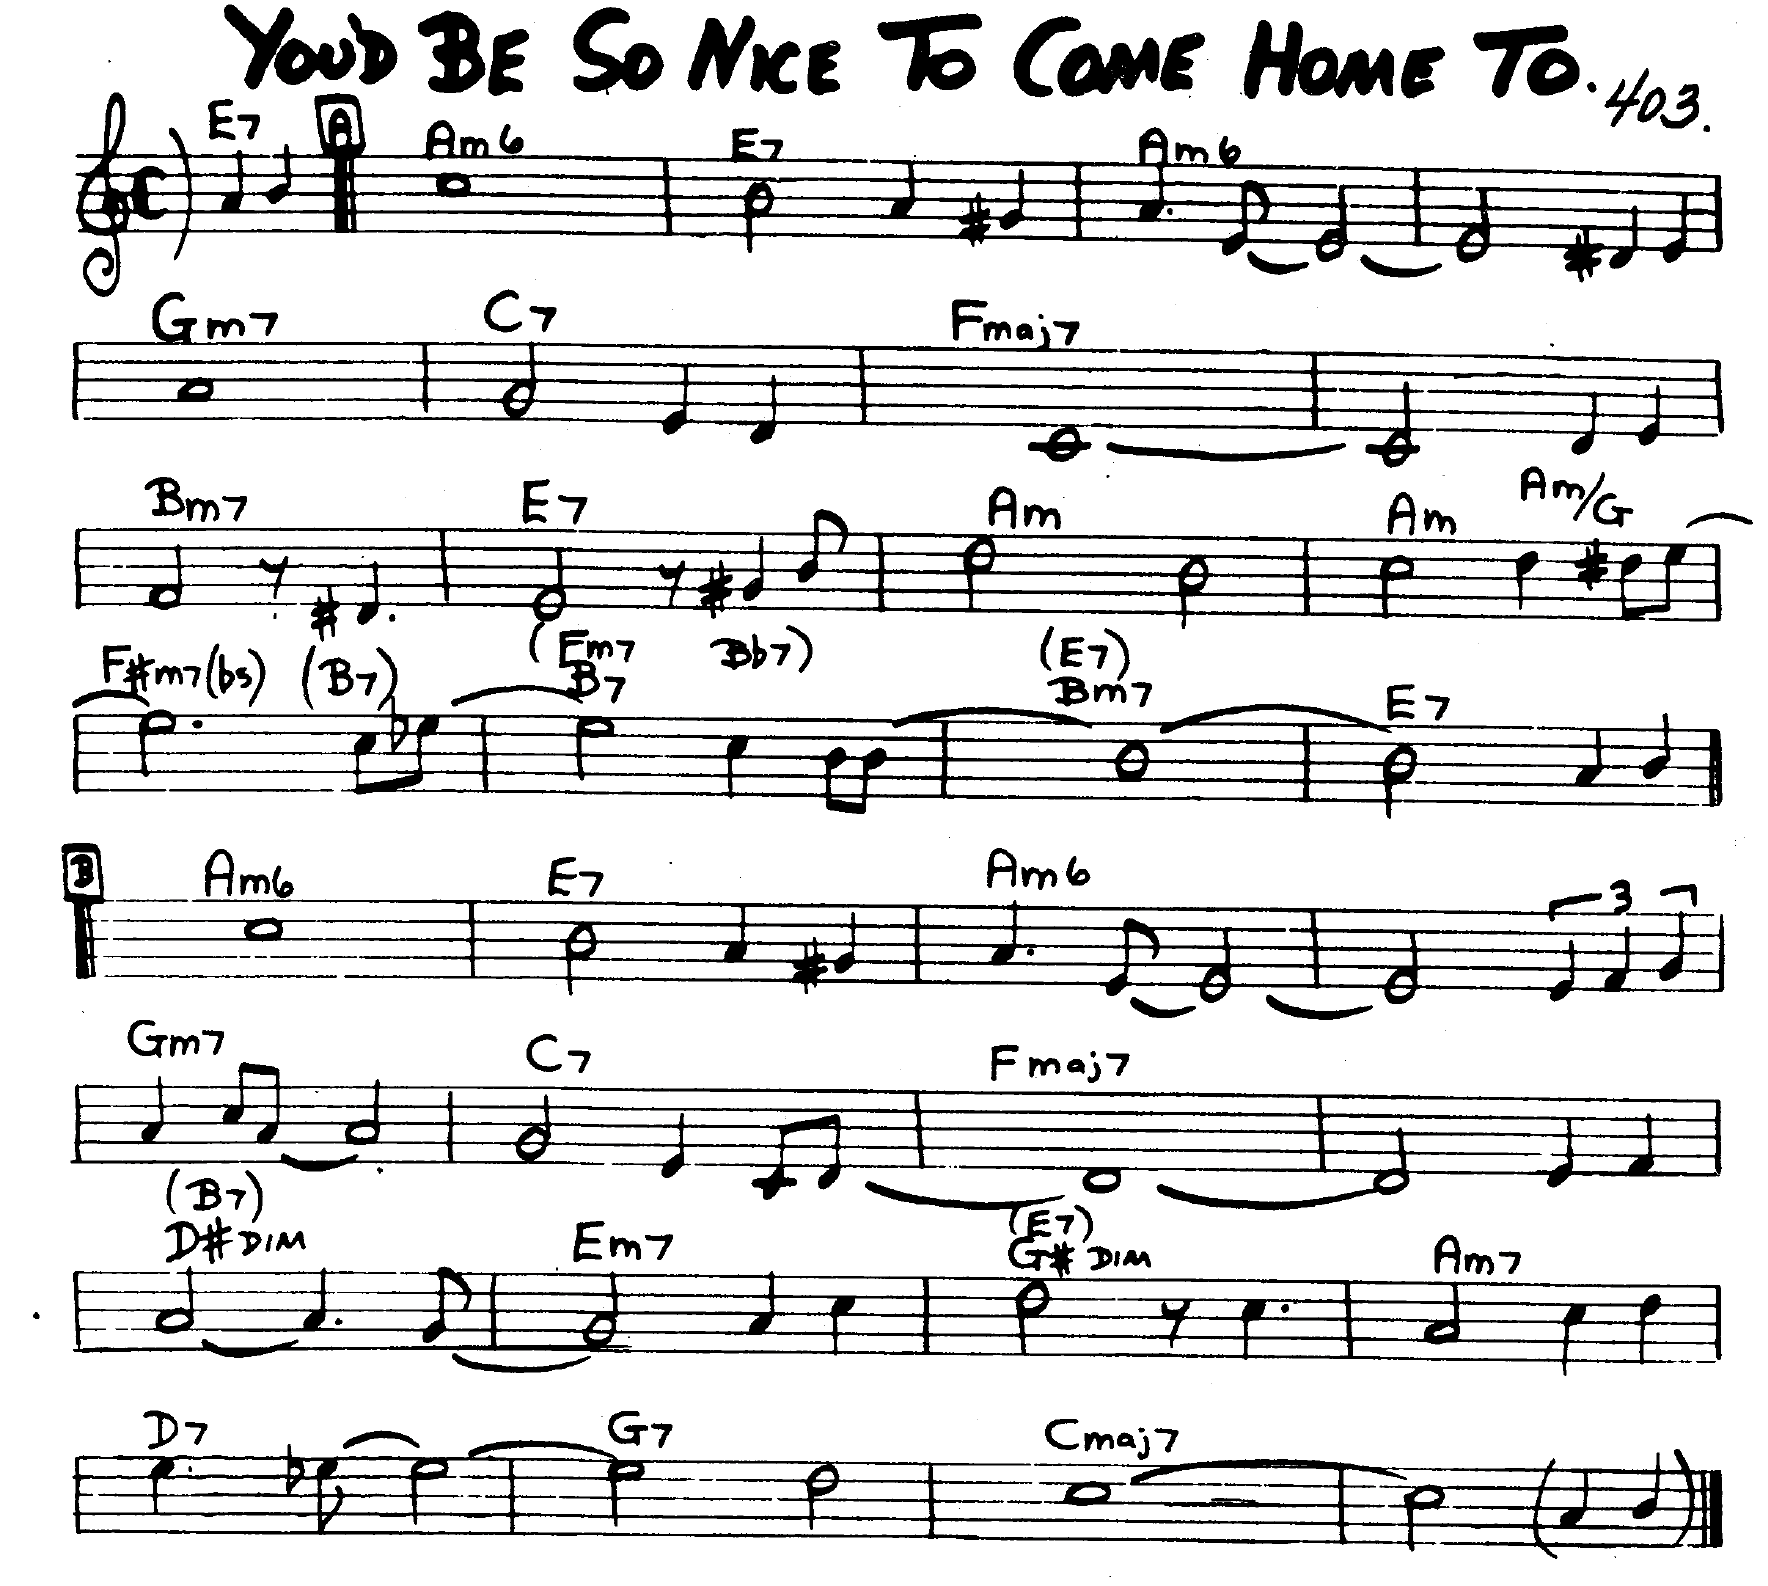 YOU'D BE SO NICE TO COME HOME TO.
403.
E7 A Am6 E7 Am6
Gm7 C7 Fmaj7
Bm7 E7 Am Am Am/G
F#m7(b5) (B7) (Fm7 Bb7) (E7)
B7 Bm7 E7
B Am6 E7 Am6 3
Gm7 C7 Fmaj7
(B7) (E7)
D# DIM Em7 G# DIM Am7
D7 G7 Cmaj7